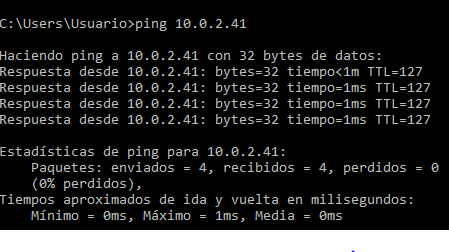 C:\Users\Usuario>ping 10.0.2.41
Haciendo ping a 10.0.2.41 con 32 bytes de datos:
Respuesta desde 10.0.2.41: bytes=32 tiempo<1m TTL=127
Respuesta desde 10.0.2.41: bytes=32 tiempo=1ms TTL=127
Respuesta desde 10.0.2.41: bytes=32 tiempo=1ms TTL=127
Respuesta desde 10.0.2.41: bytes=32 tiempo=1ms TTL=127
Estadísticas de ping para 10.0.2.41:
Paquetes: enviados = 4, recibidos = 4, perdidos = 0
(0% perdidos),
Tiempos aproximados de ida y vuelta en milisegundos:
Mínimo = 0ms, Máximo = 1ms, Media = 0ms